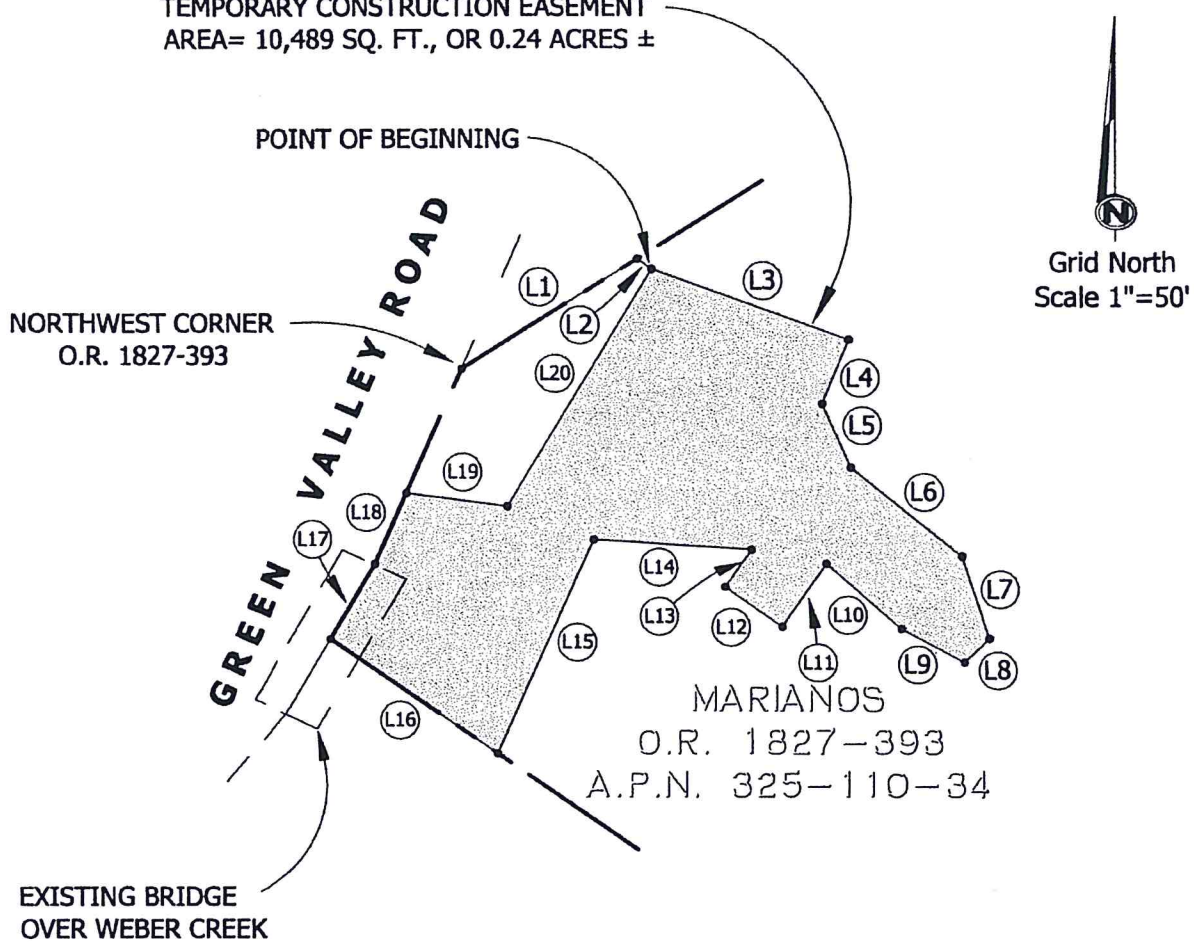 TEMPORARY CONSTRUCTION EASEMENT
AREA= 10,489 SQ. FT., OR 0.24 ACRES ±
POINT OF BEGINNING
N
Grid North
Scale 1"=50'
NORTHWEST CORNER
O.R. 1827-393
GREEN VALLEY ROAD
L1
L2
L3
L4
L5
L6
L7
L8
L9
L10
L11
L12
L13
L14
L15
L16
L17
L18
L19
L20
MARIANOS
O.R. 1827-393
A.P.N. 325-110-34
EXISTING BRIDGE
OVER WEBER CREEK